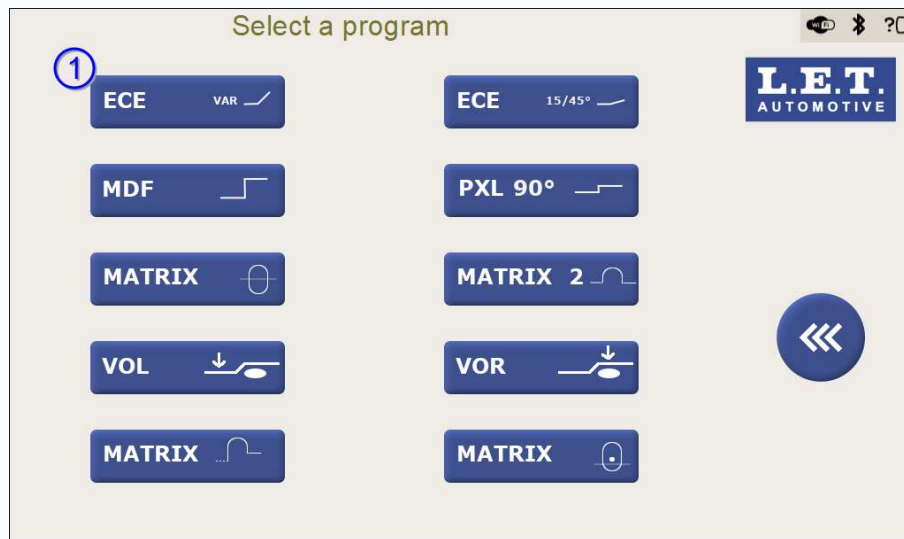 Select a program
WiFi ?
1
L.E.T.
AUTOMOTIVE
ECE VAR
ECE 15/45°
MDF
PXL 90°
MATRIX
MATRIX 2
VOL
VOR
MATRIX
MATRIX